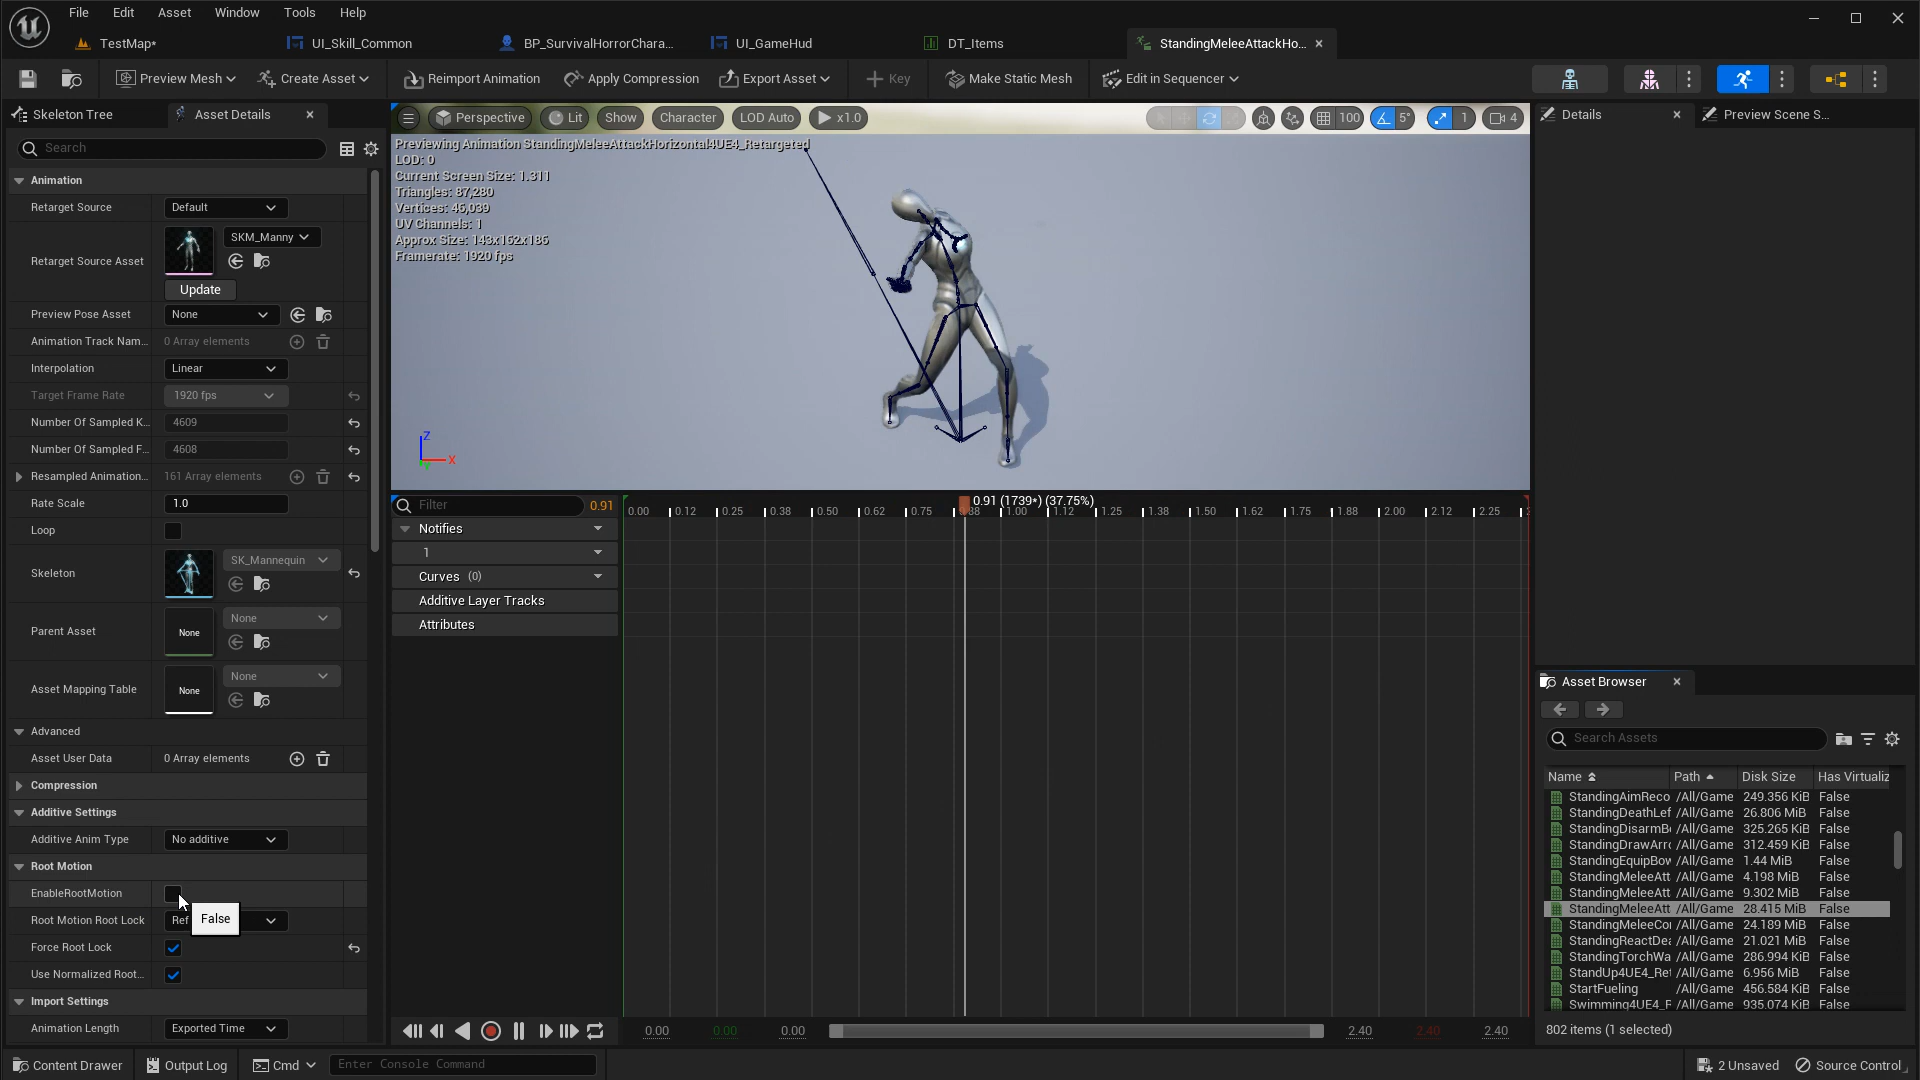 File Edit Asset Window Tools Help
TestMap* UI_Skill_Common BP_SurvivalHorrorChara... UI_GameHud DT_Items StandingMeleeAttackHo...
Preview Mesh Create Asset Reimport Animation Apply Compression Export Asset Key Make Static Mesh Edit in Sequencer
Skeleton Tree Asset Details
Search
Animation
Retarget Source Default
Retarget Source Asset SKM_Manny
Update
Preview Pose Asset None
Animation Track Nam... 0 Array elements
Interpolation Linear
Target Frame Rate 1920 fps
Number Of Sampled K... 4609
Number Of Sampled F... 4608
Resampled Animation... 161 Array elements
Rate Scale 1.0
Loop
Skeleton SK_Mannequin
Parent Asset None None
Asset Mapping Table None None
Advanced
Asset User Data 0 Array elements
Compression
Additive Settings
Additive Anim Type No additive
Root Motion
EnableRootMotion
Root Motion Root Lock Ref
False
Force Root Lock
Use Normalized Root...
Import Settings
Animation Length Exported Time
Perspective Lit Show Character LOD Auto x1.0 100 5° 1 4
Previewing Animation StandingMeleeAttackHorizontal4UE4_Retargeted
LOD: 0
Current Screen Size: 1.311
Triangles: 87,280
Vertices: 46,039
UV Channels: 1
Approx Size: 143x162x186
Framerate: 1920 fps
Z
X
Y
Filter 0.91
0.91 (1739*) (37.75%)
0.00 0.12 0.25 0.38 0.50 0.62 0.75 0.88 1.00 1.12 1.25 1.38 1.50 1.62 1.75 1.88 2.00 2.12 2.25
Notifies
1
Curves (0)
Additive Layer Tracks
Attributes
0.00 0.00 0.00 2.40 2.40 2.40
Details Preview Scene S...
Asset Browser
Search Assets
Name Path Disk Size Has Virtualiz
StandingAimReco /All/Game 249.356 KiB False
StandingDeathLef /All/Game 26.806 MiB False
StandingDisarmB /All/Game 325.265 KiB False
StandingDrawArr /All/Game 312.459 KiB False
StandingEquipBow /All/Game 1.44 MiB False
StandingMeleeAtt /All/Game 4.198 MiB False
StandingMeleeAtt /All/Game 9.302 MiB False
StandingMeleeAtt /All/Game 28.415 MiB False
StandingMeleeCo /All/Game 24.189 MiB False
StandingReactDea /All/Game 21.021 MiB False
StandingTorchWa /All/Game 286.994 KiB False
StandUp4UE4_Ret /All/Game 6.956 MiB False
StartFueling /All/Game 456.584 KiB False
Swimming4UE4_R /All/Game 935.074 KiB False
802 items (1 selected)
Content Drawer Output Log Cmd Enter Console Command 2 Unsaved Source Control